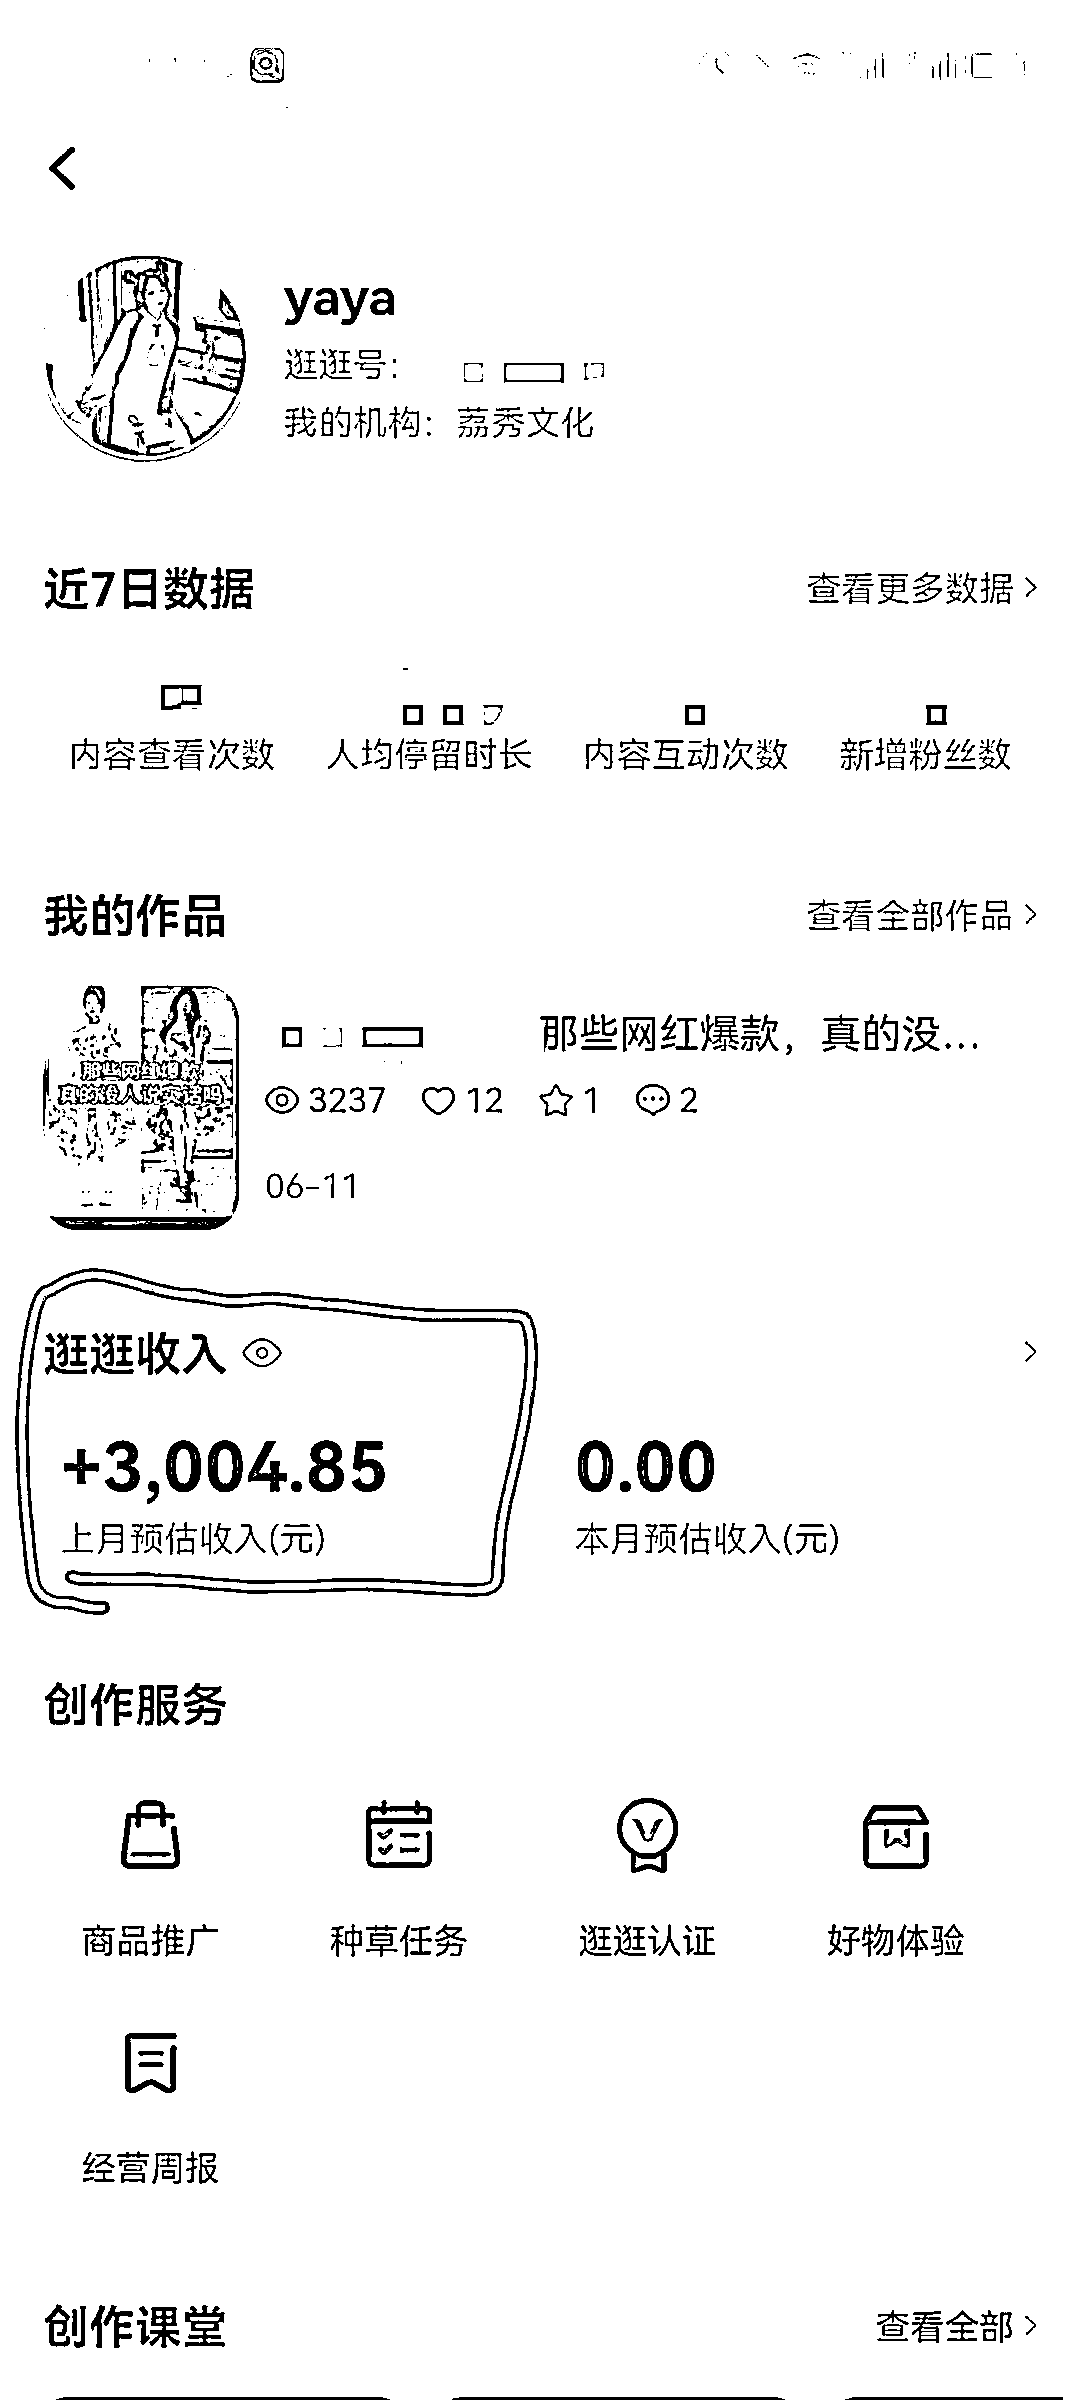 yaya
逛逛号：
我的机构：荔秀文化
近7日数据
查看更多数据
内容查看次数 人均停留时长 内容互动次数 新增粉丝数
我的作品
查看全部作品
那些网红爆款，真的没...
那些网红爆款
真的没人说实话吗
3237 12 1 2
06-11
逛逛收入
+3,004.85 0.00
上月预估收入(元) 本月预估收入(元)
创作服务
商品推广 种草任务 逛逛认证 好物体验
经营周报
创作课堂
查看全部